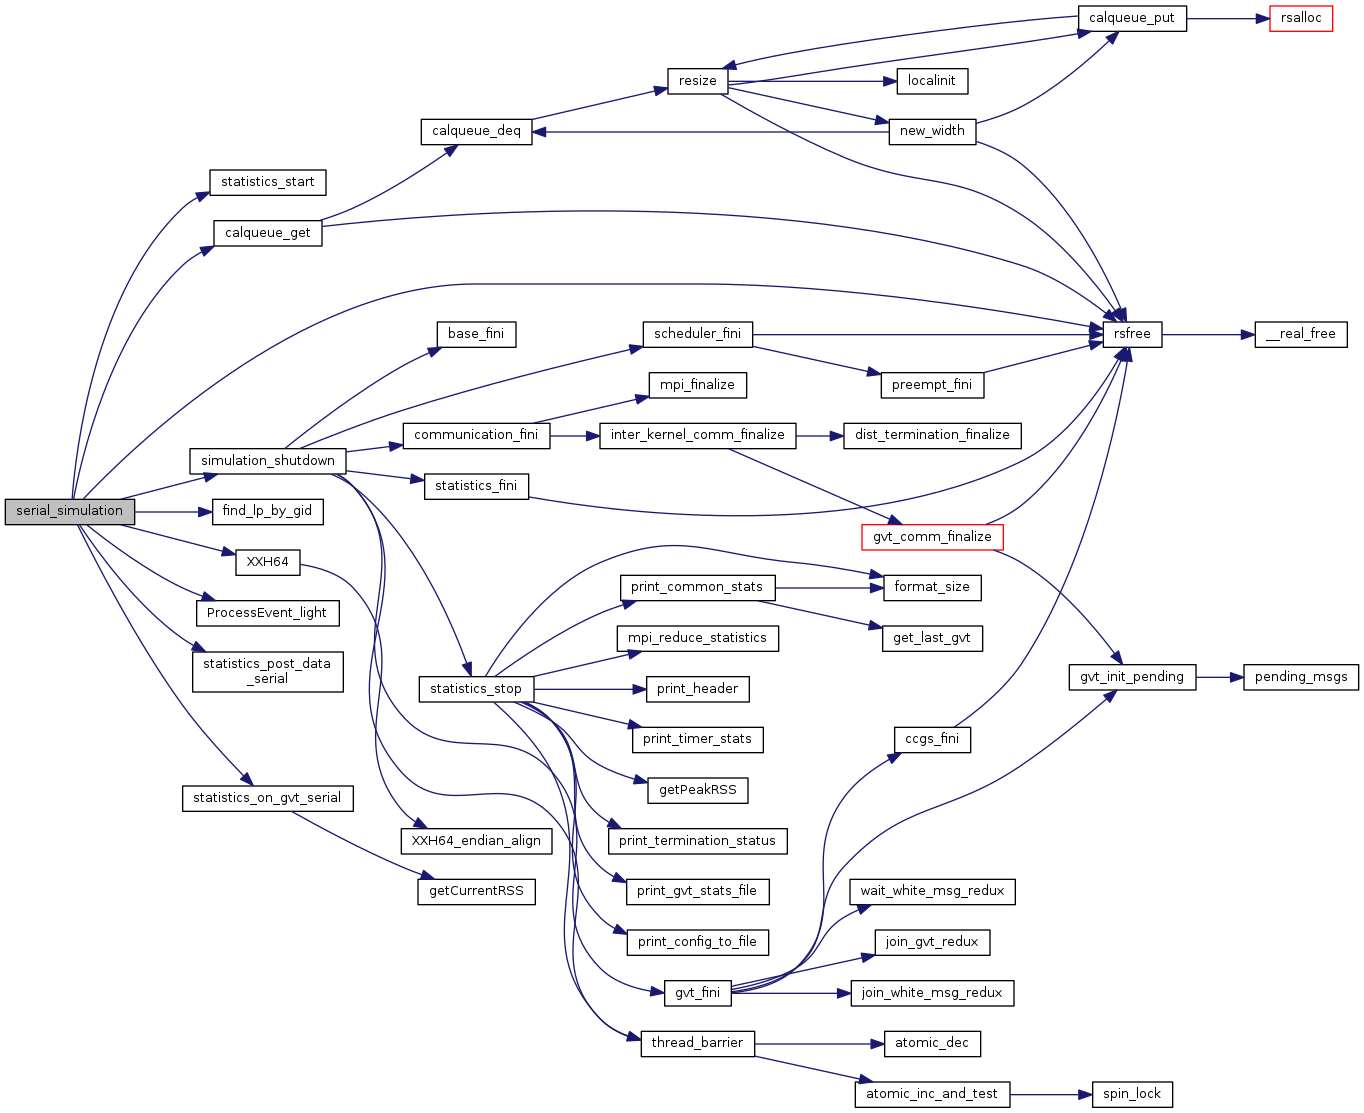 calqueue_put
rsalloc
resize
localinit
calqueue_deq
new_width
statistics_start
calqueue_get
base_fini
scheduler_fini
rsfree
__real_free
mpi_finalize
preempt_fini
communication_fini
inter_kernel_comm_finalize
dist_termination_finalize
simulation_shutdown
statistics_fini
serial_simulation
find_lp_by_gid
gvt_comm_finalize
XXH64
print_common_stats
format_size
ProcessEvent_light
mpi_reduce_statistics
get_last_gvt
statistics_post_data
_serial
statistics_stop
print_header
gvt_init_pending
pending_msgs
print_timer_stats
ccgs_fini
statistics_on_gvt_serial
getPeakRSS
XXH64_endian_align
print_termination_status
getCurrentRSS
print_gvt_stats_file
wait_white_msg_redux
print_config_to_file
join_gvt_redux
gvt_fini
join_white_msg_redux
thread_barrier
atomic_dec
atomic_inc_and_test
spin_lock